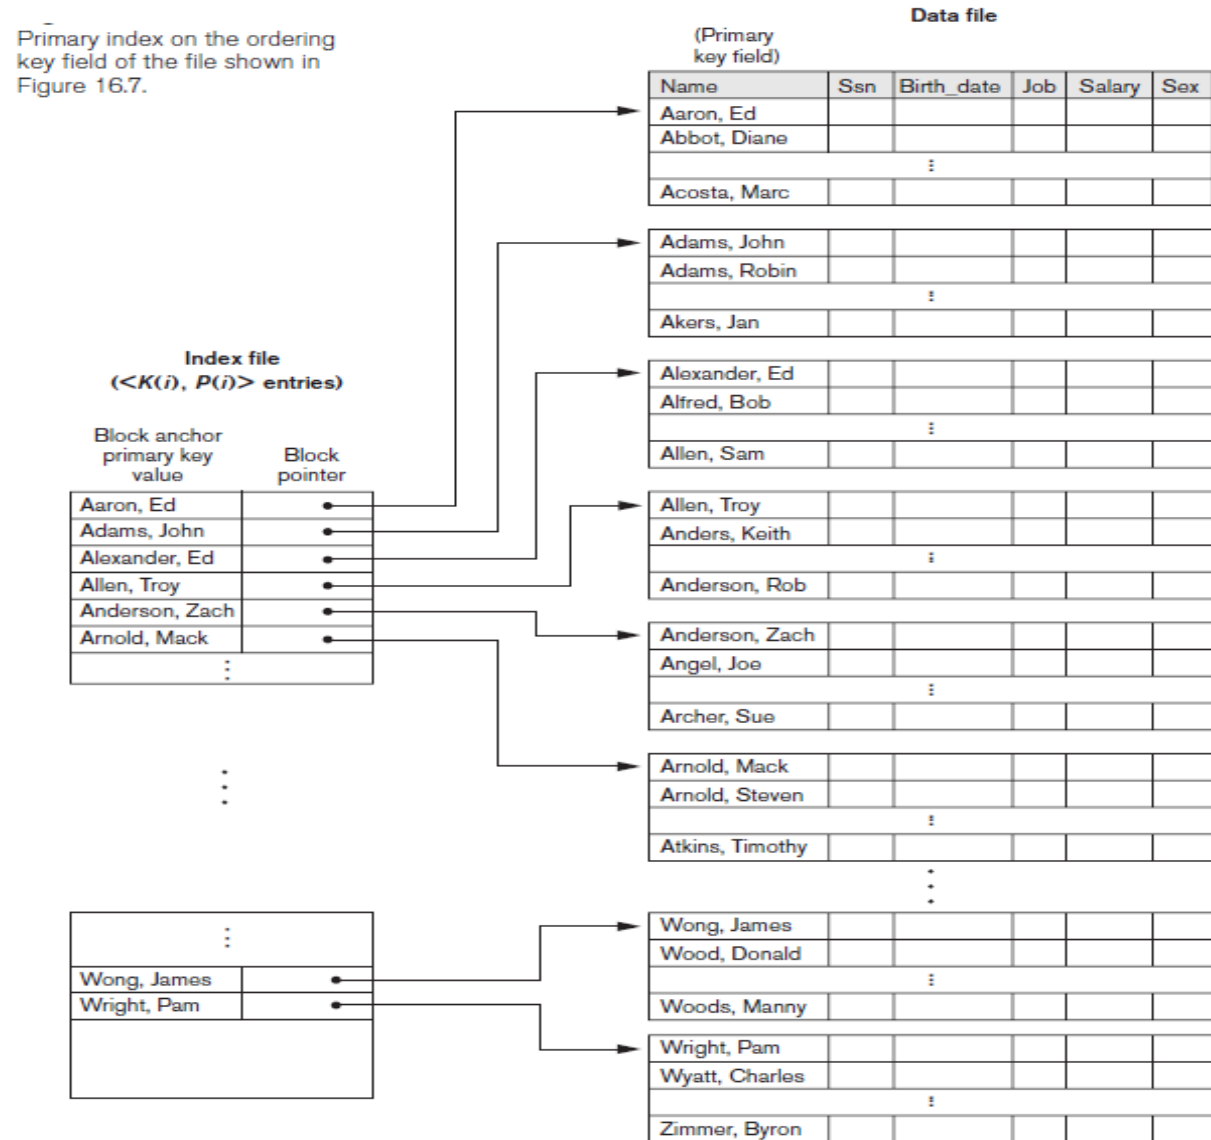 Primary index on the ordering
key field of the file shown in
Figure 16.7.
Data file
(Primary
key field)
Name Ssn Birth_date Job Salary Sex
Aaron, Ed
Abbot, Diane
⋮
Acosta, Marc
Adams, John
Adams, Robin
⋮
Akers, Jan
Alexander, Ed
Alfred, Bob
⋮
Allen, Sam
Allen, Troy
Anders, Keith
⋮
Anderson, Rob
Anderson, Zach
Angel, Joe
⋮
Archer, Sue
Arnold, Mack
Arnold, Steven
⋮
Atkins, Timothy
⋮
Wong, James
Wood, Donald
⋮
Woods, Manny
Wright, Pam
Wyatt, Charles
⋮
Zimmer, Byron
Index file
(<K(i), P(i)> entries)
Block anchor
primary key
value
Block
pointer
Aaron, Ed
Adams, John
Alexander, Ed
Allen, Troy
Anderson, Zach
Arnold, Mack
⋮
⋮
⋮
Wong, James
Wright, Pam